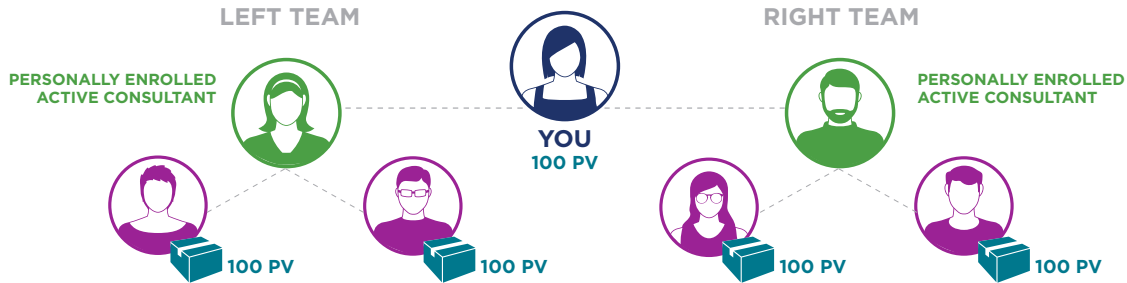 LEFT TEAM
RIGHT TEAM
PERSONALLY ENROLLED
ACTIVE CONSULTANT
PERSONALLY ENROLLED
ACTIVE CONSULTANT
YOU
100 PV
100 PV
100 PV
100 PV
100 PV